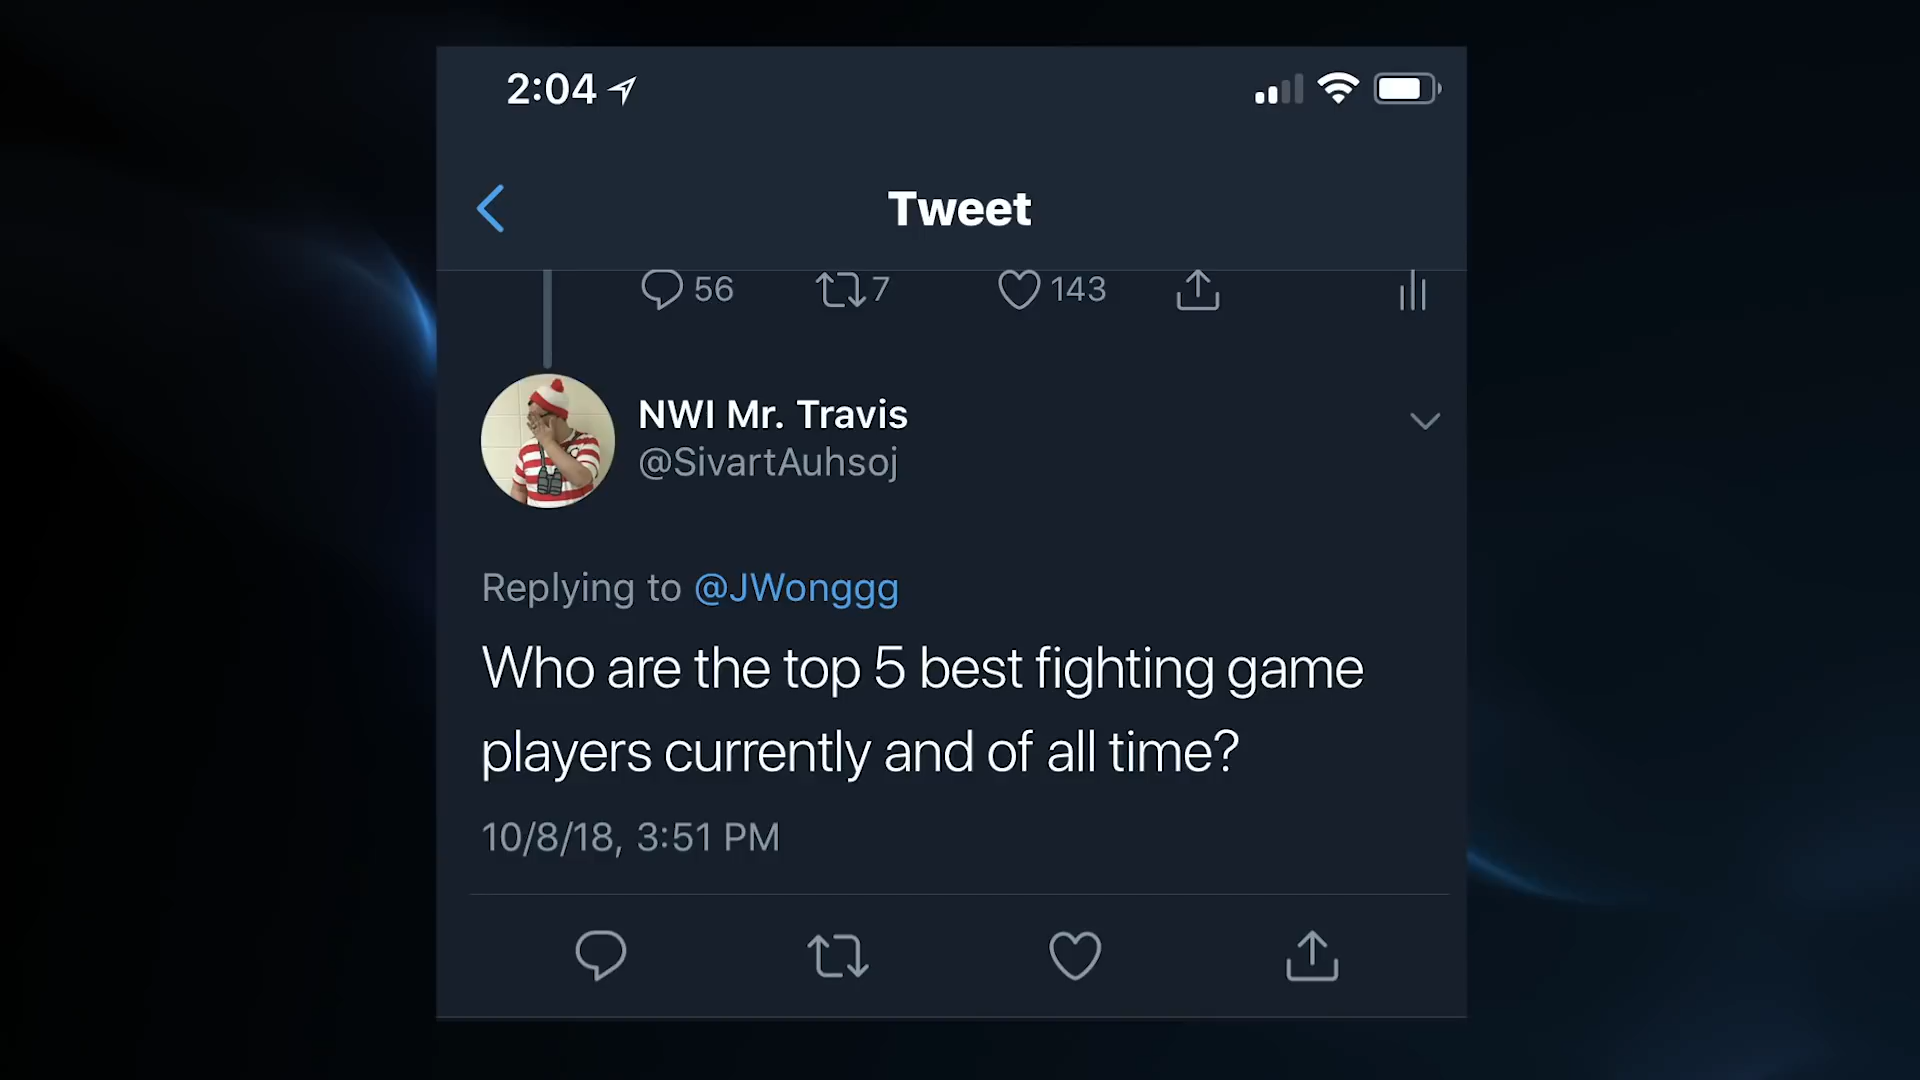 2:04
Tweet
56 7 143
NWI Mr. Travis
@SivartAuhsoj
Replying to @JWonggg
Who are the top 5 best fighting game
players currently and of all time?
10/8/18, 3:51 PM